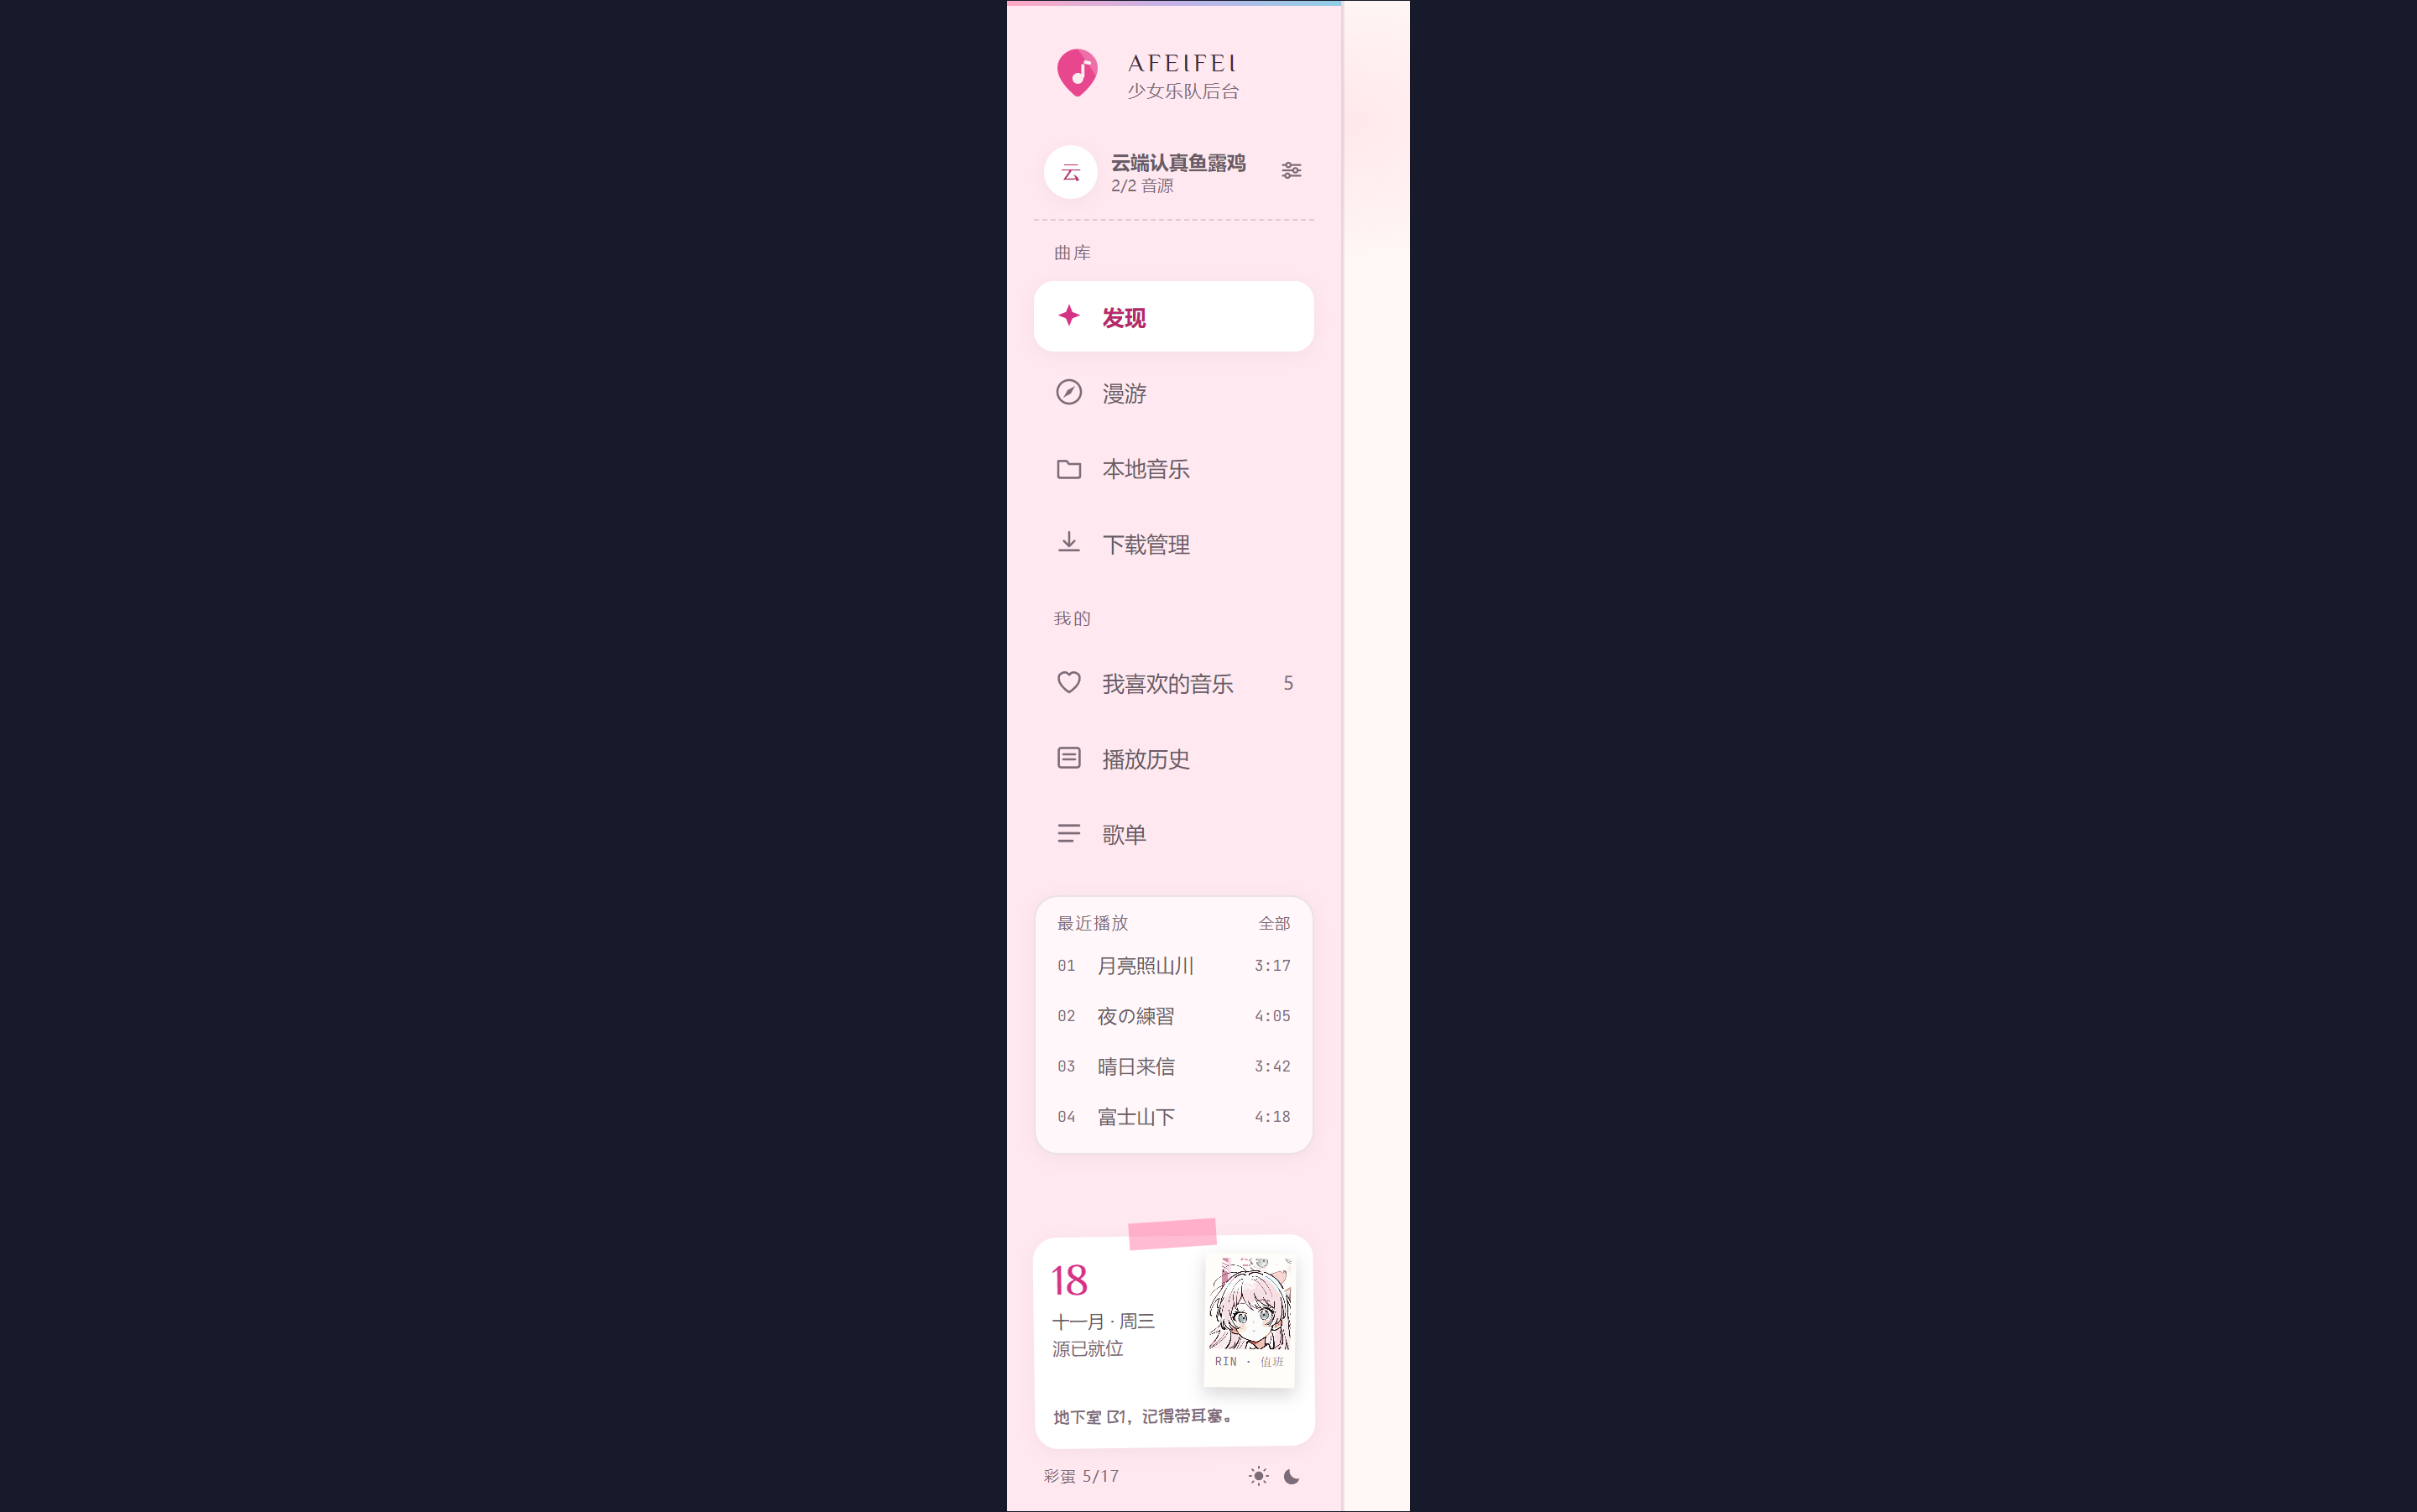 AFEIFEI
少女乐队后台
云
云端认真鱼露鸡
2/2 音源
曲库
发现
漫游
本地音乐
下载管理
我的
我喜欢的音乐 5
播放历史
歌单
最近播放 全部
01 月亮照山川 3:17
02 夜の練習 4:05
03 晴日来信 3:42
04 富士山下 4:18
18
十一月 · 周三
源已就位
RIN · 值班
地下室 B1，记得带耳塞。
彩蛋 5/17